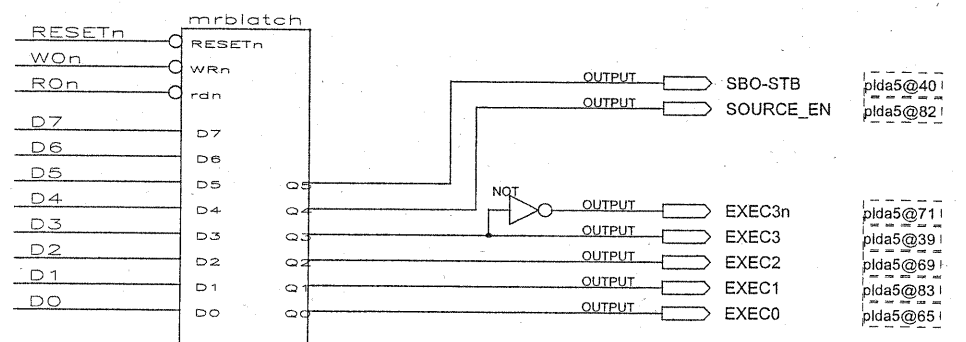 mrblatch
RESETn RESETn
WOn WRn
ROn rdn
OUTPUT SBO-STB plda5@40
OUTPUT SOURCE_EN plda5@82
D7 D7
D6 D6
D5 D5 Q5
D4 D4 Q4 NOT OUTPUT EXEC3n plda5@71
D3 D3 Q3 OUTPUT EXEC3 plda5@39
D2 D2 Q2 OUTPUT EXEC2 plda5@69
D1 D1 Q1 OUTPUT EXEC1 plda5@83
D0 D0 Q0 OUTPUT EXEC0 plda5@65